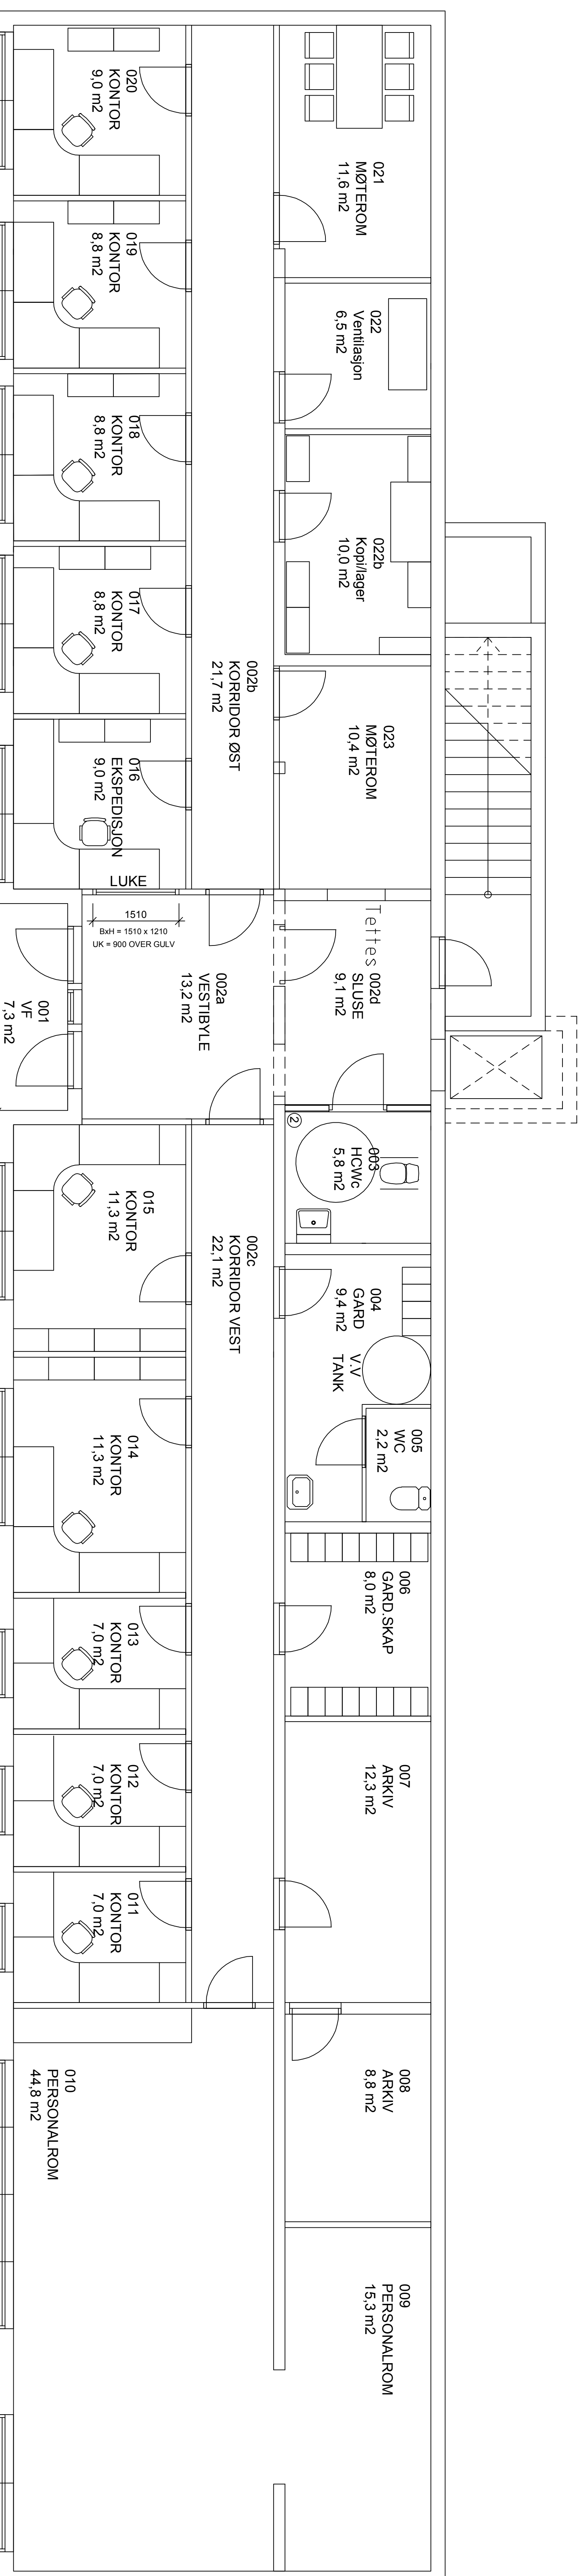 020
KONTOR
9,0 m2
021
MØTEROM
11,6 m2
019
KONTOR
8,8 m2
022
Ventilasjon
6,5 m2
018
KONTOR
8,8 m2
022b
Kopi/lager
10,0 m2
017
KONTOR
8,8 m2
002b
KORRIDOR ØST
21,7 m2
023
MØTEROM
10,4 m2
016
EKSPEDISJON
9,0 m2
LUKE
1510
BxH = 1510 x 1210
UK = 900 OVER GULV
Tettes
002d
SLUSE
9,1 m2
002a
VESTIBYLE
13,2 m2
001
VF
7,3 m2
2
003
HCWc
5,8 m2
015
KONTOR
11,3 m2
002c
KORRIDOR VEST
22,1 m2
004
GARD
9,4 m2
V.V
TANK
005
WC
2,2 m2
014
KONTOR
11,3 m2
006
GARD.SKAP
8,0 m2
013
KONTOR
7,0 m2
007
ARKIV
12,3 m2
012
KONTOR
7,0 m2
011
KONTOR
7,0 m2
008
ARKIV
8,8 m2
010
PERSONALROM
44,8 m2
009
PERSONALROM
15,3 m2